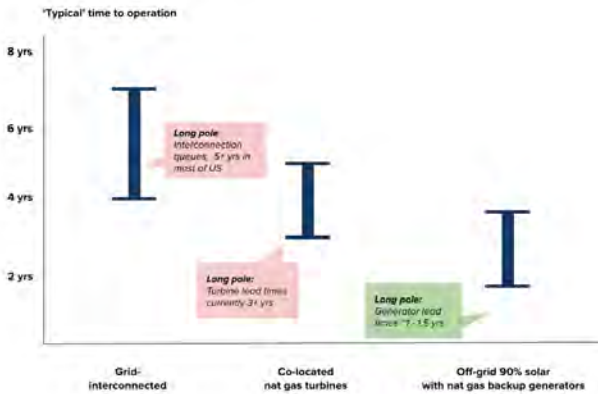 'Typical' time to operation
8 yrs
6 yrs
4 yrs
2 yrs
Long pole
Interconnection
queues, 5+ yrs in
most of US
Long pole:
Turbine lead times
currently 3+ yrs
Long pole:
Generator lead
times ~1-1.5 yrs
Grid-
interconnected
Co-located
nat gas turbines
Off-grid 90% solar
with nat gas backup generators